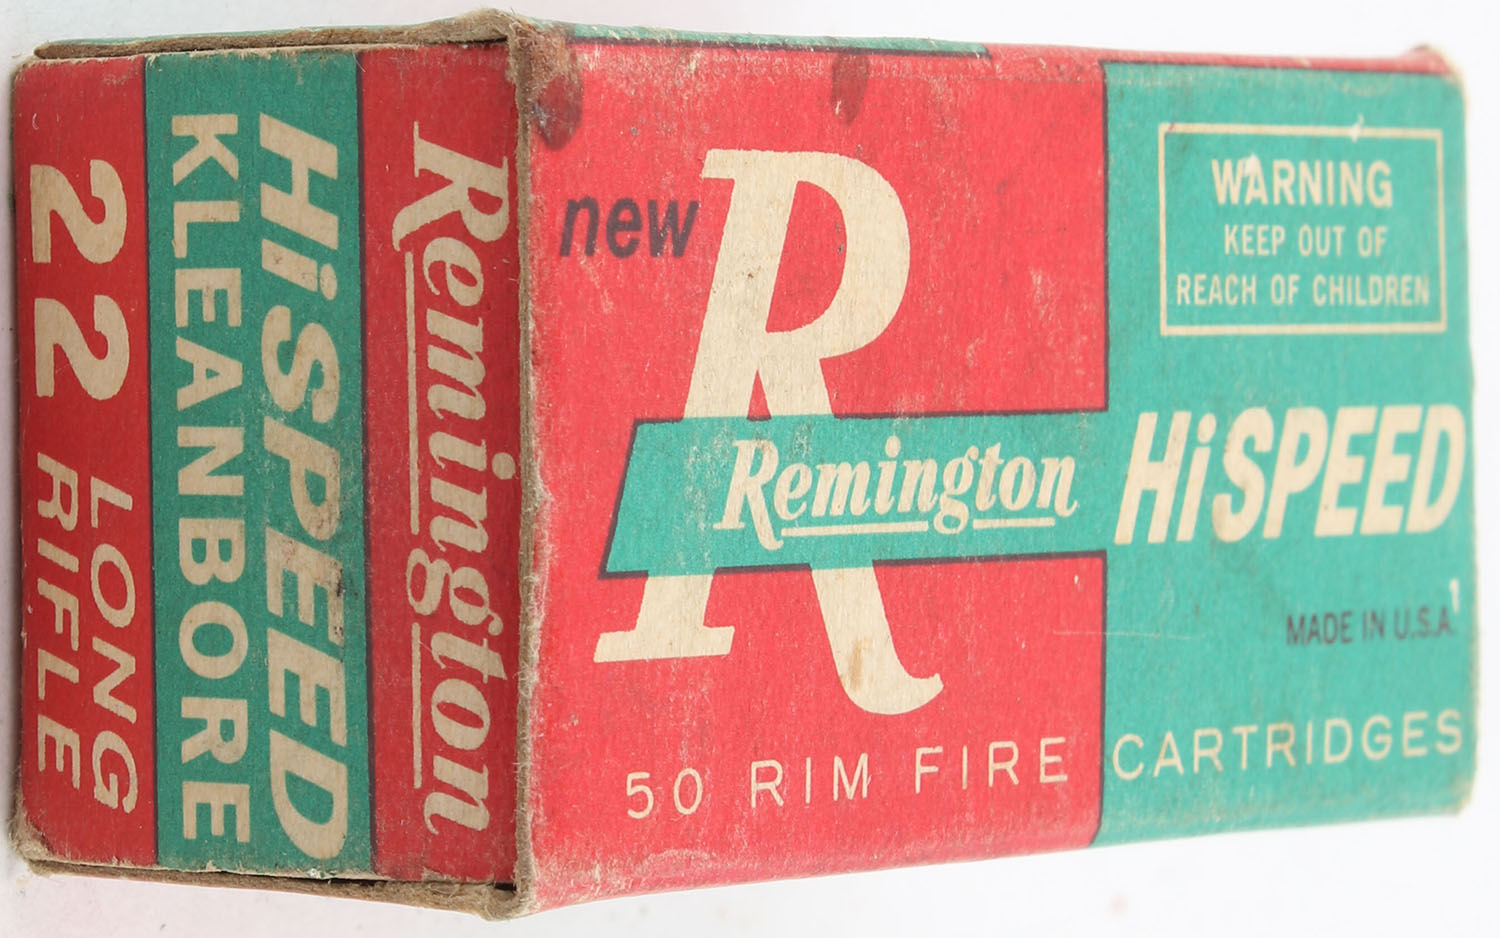 Remington
HiSPEED
KLEANBORE
22 LONG
RIFLE
new
R
Remington
HiSPEED
WARNING
KEEP OUT OF
REACH OF CHILDREN
MADE IN U.S.A.
50 RIM FIRE CARTRIDGES